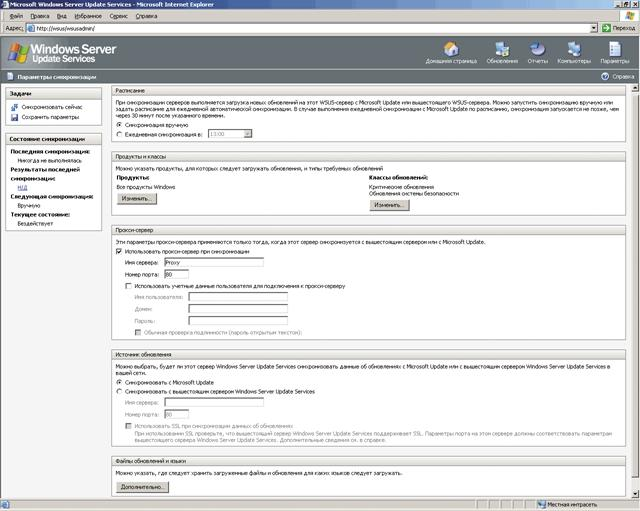 Microsoft Windows Server Update Services - Microsoft Internet Explorer
Файл Правка Вид Избранное Сервис Справка
Адрес: http://wsus/wsusadmin/ Переход
Windows Server
Update Services
Домашняя страница Обновления Отчеты Компьютеры Параметры
Параметры синхронизации Справка
Задачи
Синхронизировать сейчас
Сохранить параметры
Состояние синхронизации
Последняя синхронизация:
Никогда не выполнялась
Результаты последней
синхронизации:
Н/Д
Следующая синхронизация:
Вручную
Текущее состояние:
Бездействует
Расписание
При синхронизации серверов выполняется загрузка новых обновлений на этот WSUS-сервер с Microsoft Update или вышестоящего WSUS-сервера. Можно запустить синхронизацию вручную или
задать расписание для ежедневной автоматической синхронизации. В случае выполнения ежедневной синхронизации с Microsoft Update по расписанию, синхронизация запускается не позже, чем
через 30 минут после указанного времени.
Синхронизация вручную
Ежедневная синхронизация в: 13:00
Продукты и классы
Можно указать продукты, для которых следует загружать обновления, и типы требуемых обновлений
Продукты:
Все продукты Windows
Изменить...
Классы обновлений:
Критические обновления
Обновления системы безопасности
Изменить...
Прокси-сервер
Эти параметры прокси-сервера применяются только тогда, когда этот сервер синхронизируется с вышестоящим сервером или с Microsoft Update.
Использовать прокси-сервер при синхронизации
Имя сервера: Proxy
Номер порта: 80
Использовать учетные данные пользователя для подключения к прокси-серверу
Имя пользователя:
Домен:
Пароль:
Обычная проверка подлинности (пароль открытым текстом):
Источник обновления
Можно выбрать, будет ли этот сервер Windows Server Update Services синхронизировать данные об обновлениях с Microsoft Update или с вышестоящим сервером Windows Server Update Services в
вашей сети.
Синхронизовать с Microsoft Update
Синхронизовать с вышестоящим сервером Windows Server Update Services
Имя сервера:
Номер порта: 80
Использовать SSL при синхронизации данных об обновлениях
При использовании SSL проверьте, что вышестоящий сервер Windows Server Update Services поддерживает SSL. Параметры порта на этом сервере должны соответствовать параметрам
вышестоящего сервера Windows Server Update Services. Дополнительные сведения см. в справке.
Файлы обновлений и языки
Можно указать, где следует хранить загруженные файлы и обновления для каких языков следует загружать.
Дополнительно...
Местная интрасеть